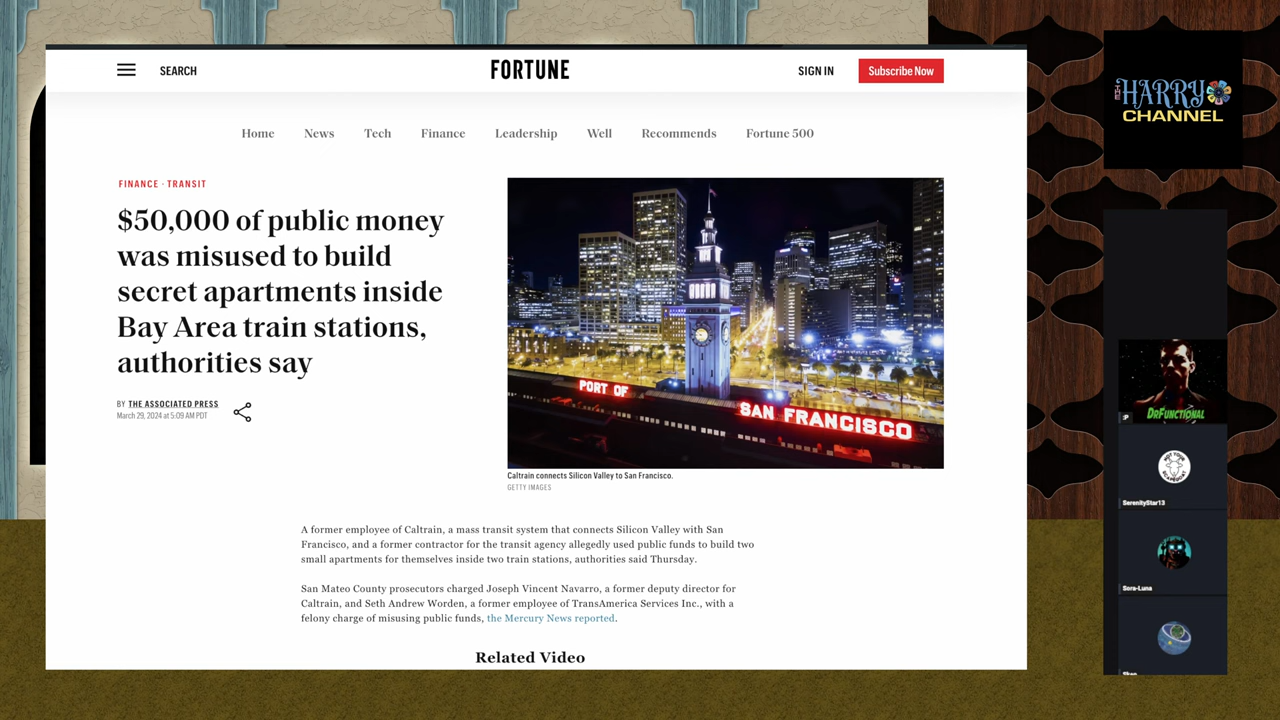 SEARCH
FORTUNE
SIGN IN
Subscribe Now
Home
News
Tech
Finance
Leadership
Well
Recommends
Fortune 500
FINANCE · TRANSIT
$50,000 of public money
was misused to build
secret apartments inside
Bay Area train stations,
authorities say
BY THE ASSOCIATED PRESS
March 29, 2024 at 5:09 AM PDT
PORT OF
SAN FRANCISCO
Caltrain connects Silicon Valley to San Francisco.
GETTY IMAGES
A former employee of Caltrain, a mass transit system that connects Silicon Valley with San
Francisco, and a former contractor for the transit agency allegedly used public funds to build two
small apartments for themselves inside two train stations, authorities said Thursday.
San Mateo County prosecutors charged Joseph Vincent Navarro, a former deputy director for
Caltrain, and Seth Andrew Worden, a former employee of TransAmerica Services Inc., with a
felony charge of misusing public funds, the Mercury News reported.
Related Video
THE HARRY
CHANNEL
:P
DRFUNCTIONAL
SerenityStar13
Sora-Luna